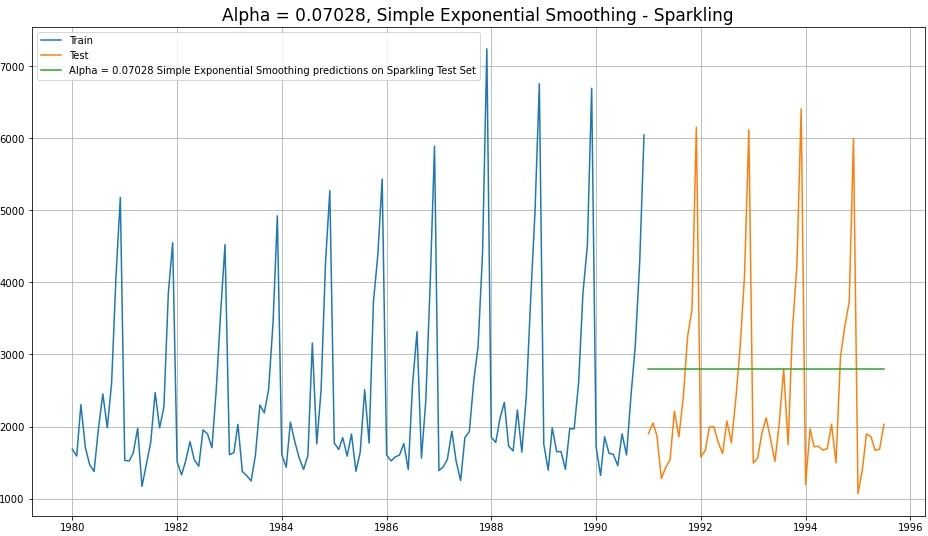 Alpha = 0.07028, Simple Exponential Smoothing - Sparkling
Train
Test
Alpha = 0.07028 Simple Exponential Smoothing predictions on Sparkling Test Set
7000
6000
5000
4000
3000
2000
1000
1980 1982 1984 1986 1988 1990 1992 1994 1996